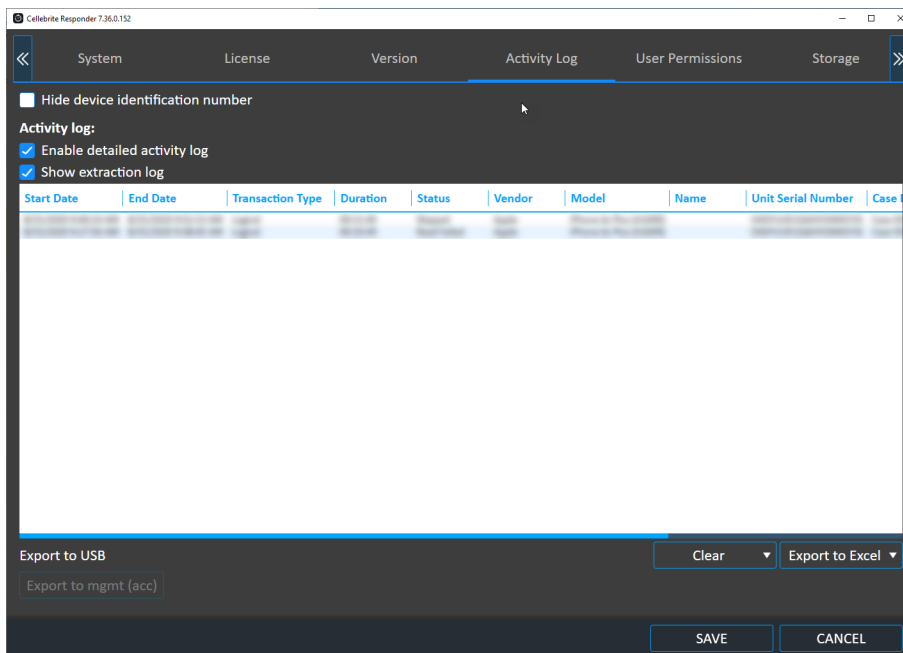 Cellebrite Responder 7.36.0.152
System License Version Activity Log User Permissions Storage
Hide device identification number
Activity log:
Enable detailed activity log
Show extraction log
Start Date End Date Transaction Type Duration Status Vendor Model Name Unit Serial Number Case
Export to USB Clear Export to Excel
Export to mgmt (acc)
SAVE CANCEL